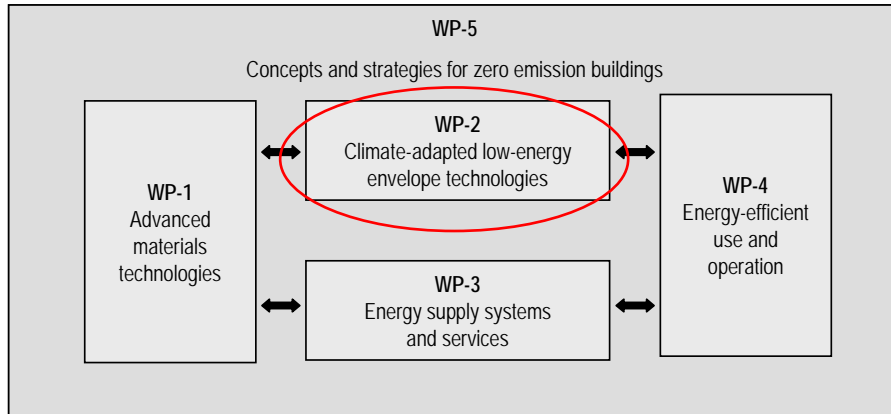 WP-5
Concepts and strategies for zero emission buildings
WP-1
Advanced
materials
technologies
WP-2
Climate-adapted low-energy
envelope technologies
WP-3
Energy supply systems
and services
WP-4
Energy-efficient
use and
operation